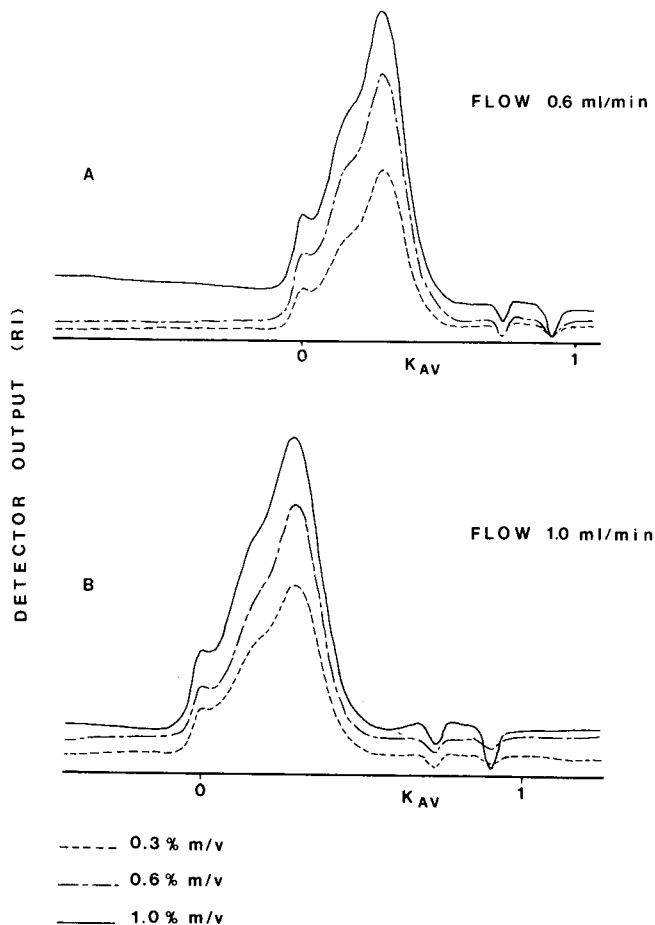 FLOW 0.6 ml/min
A
0
KAV
1
DETECTOR OUTPUT (RI)
FLOW 1.0 ml/min
B
0
KAV
1
0.3 % m/v
0.6 % m/v
1.0 % m/v